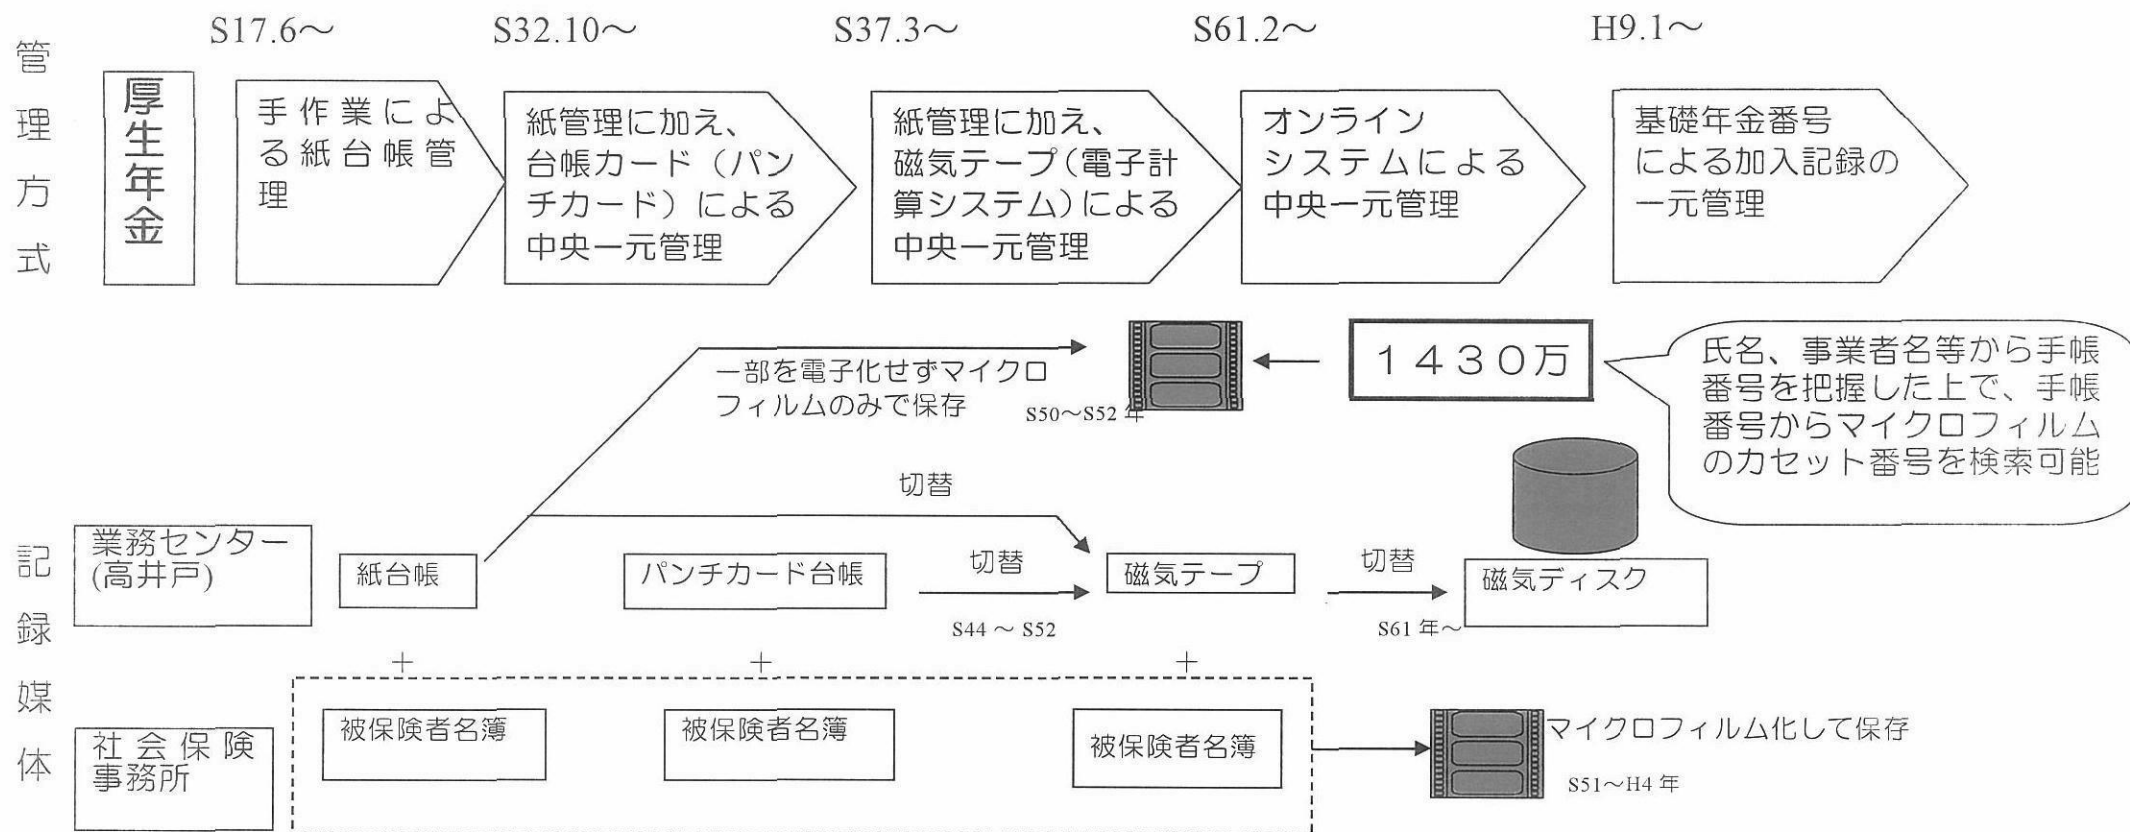 S17.6～
S32.10～
S37.3～
S61.2～
H9.1～
管理方式
厚生年金
手作業によ
る紙台帳管
理
紙管理に加え、
台帳カード（パン
チカード）による
中央一元管理
紙管理に加え、
磁気テープ（電子計
算システム）による
中央一元管理
オンライン
システムによる
中央一元管理
基礎年金番号
による加入記録の
一元管理
一部を電子化せずマイクロ
フィルムのみで保存
S50～S52 年
１４３０万
氏名、事業者名等から手帳
番号を把握した上で、手帳
番号からマイクロフィルム
のカセット番号を検索可能
記録媒体
業務センター
(高井戸)
紙台帳
切替
パンチカード台帳
切替
S44 ～ S52
磁気テープ
切替
S61 年～
磁気ディスク
＋
＋
＋
社会保険
事務所
被保険者名簿
被保険者名簿
被保険者名簿
マイクロフィルム化して保存
S51～H4 年